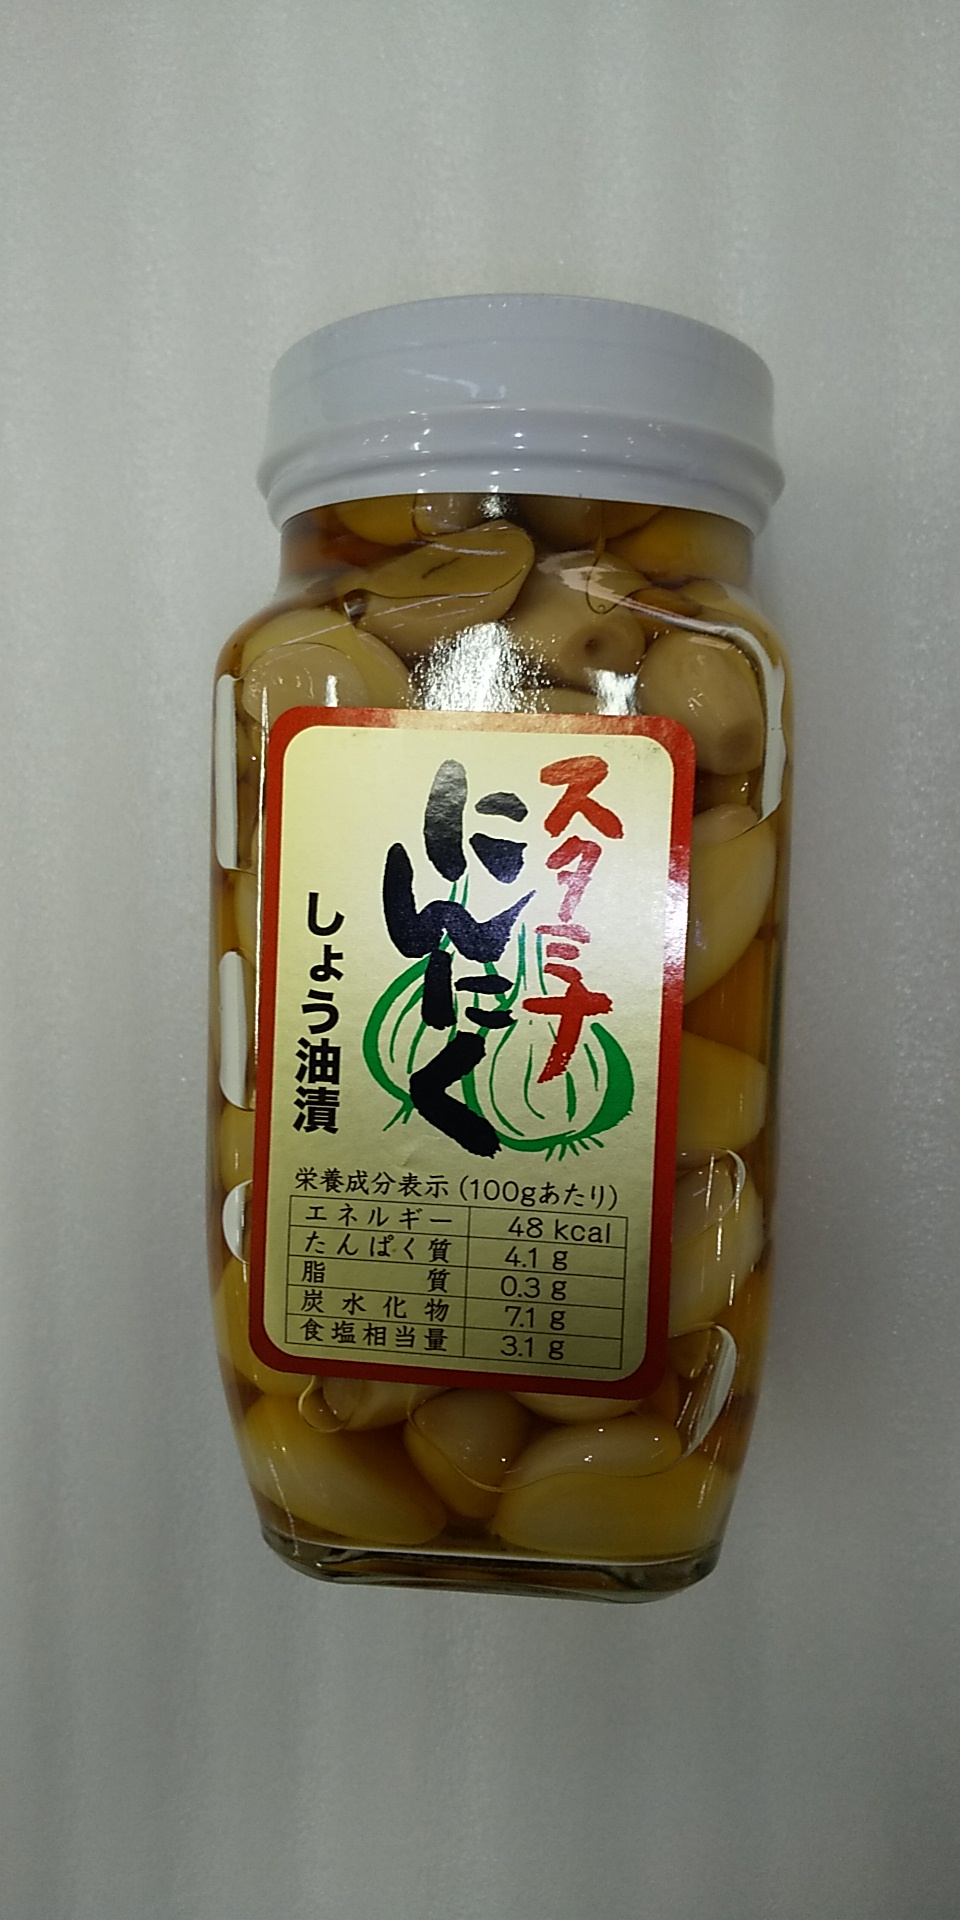 スタミナ
にんにく
しょう油漬
栄養成分表示 (100gあたり)
エネルギー 48 kcal
たんぱく質 4.1 g
脂質 0.3 g
炭水化物 7.1 g
食塩相当量 3.1 g